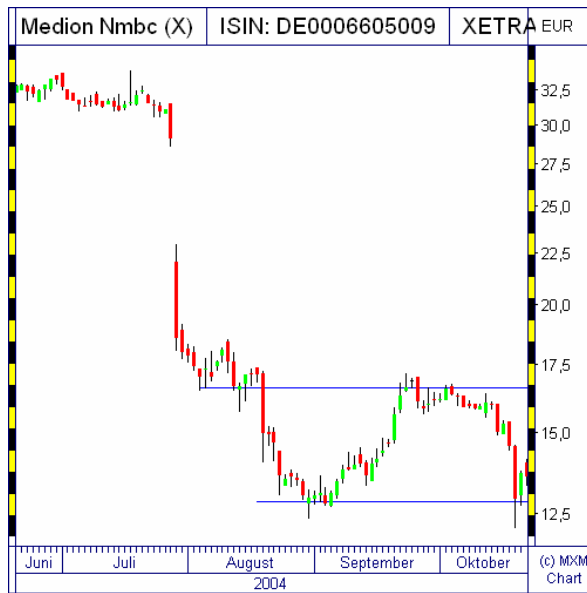 Medion Nmbc (X) ISIN: DE0006605009 XETRA EUR
32,5
30,0
27,5
25,0
22,5
20,0
17,5
15,0
12,5
Juni Juli August September Oktober
2004
(c) MXM
Chart